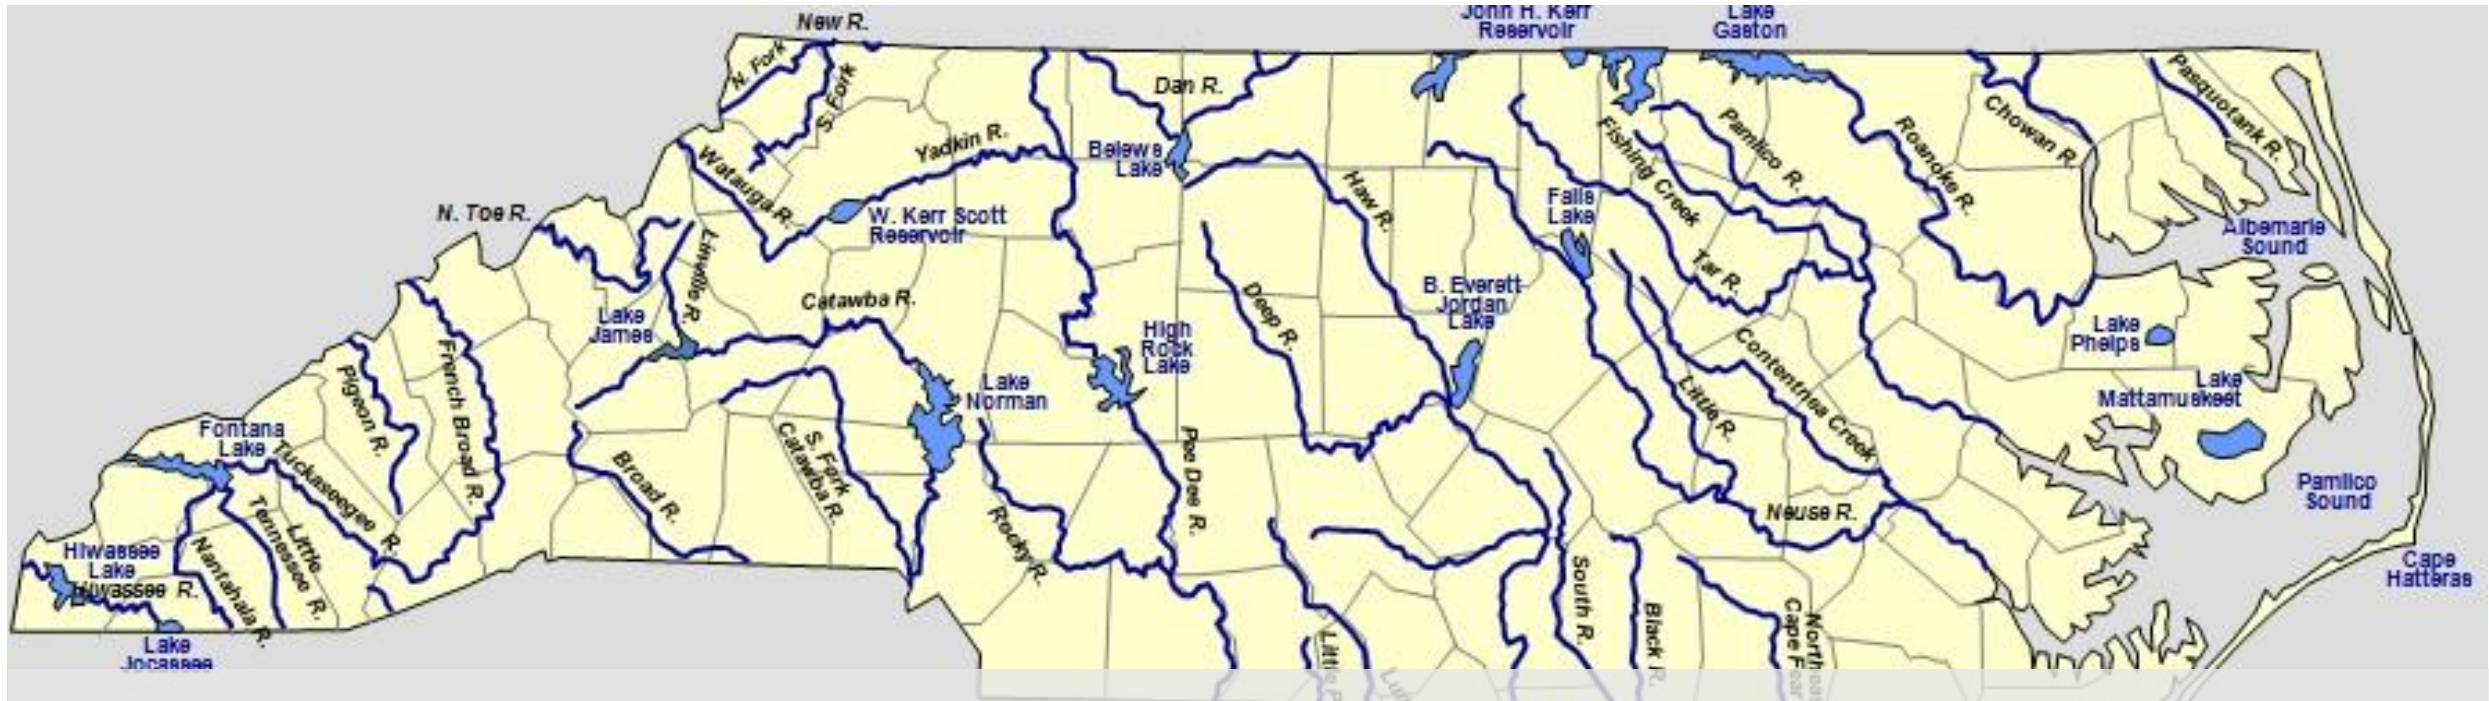 New R.
John H. Kerr
Reservoir
Lake
Gaston
N. Fork
S. Fork
Dan R.
Pasquotank R.
Chowan R.
Pamlico R.
Roanoke R.
Fishing Creek
Yadkin R.
Belews
Lake
Watauga R.
Haw R.
Falls
Lake
N. Toe R.
W. Kerr Scott
Reservoir
Albemarle
Sound
Linville R.
Tar R.
Catawba R.
Deep R.
B. Everett
Jordan
Lake
Lake
James
High
Rock
Lake
Lake
Phelps
French Broad R.
Pigeon R.
Contentnea Creek
Lake
Norman
Little R.
Lake
Mattamuskeet
Fontana
Lake
Tuckaseegee R.
Broad R.
S. Fork
Catawba R.
Pee Dee R.
Pamlico
Sound
Little
Tennessee R.
Rocky R.
Neuse R.
Nantahala R.
Hiwassee
Lake
Hiwassee R.
South R.
Black R.
Cape
Hatteras
Cape Fear
Little
Lake
Jocassee